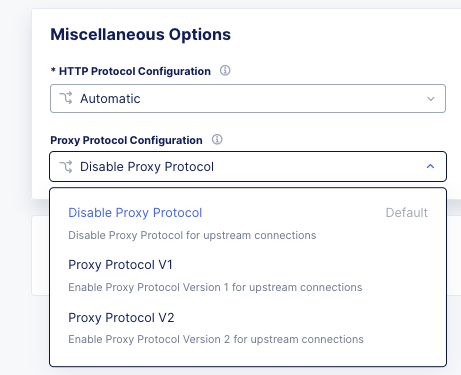 Miscellaneous Options
* HTTP Protocol Configuration
Automatic
Proxy Protocol Configuration
Disable Proxy Protocol
Disable Proxy Protocol Default
Disable Proxy Protocol for upstream connections
Proxy Protocol V1
Enable Proxy Protocol Version 1 for upstream connections
Proxy Protocol V2
Enable Proxy Protocol Version 2 for upstream connections